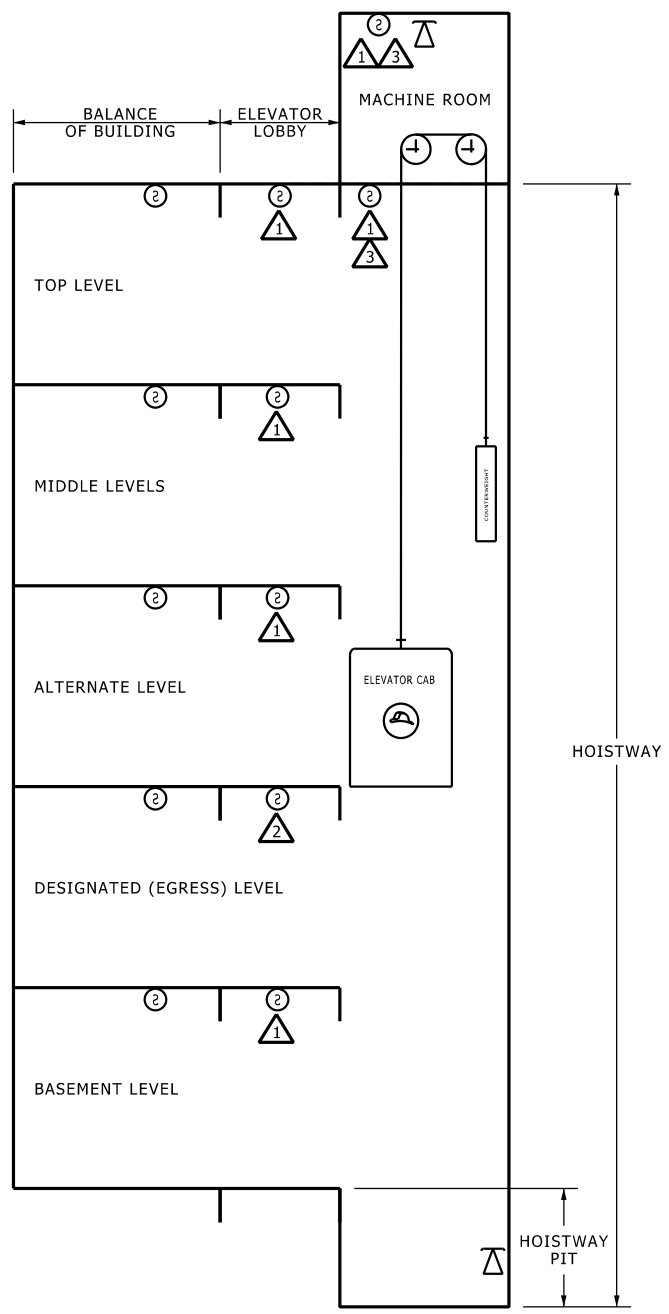 S
1 3
MACHINE ROOM
BALANCE
OF BUILDING
ELEVATOR
LOBBY
S S S
1 1
3
TOP LEVEL
S S
1
MIDDLE LEVELS
COUNTERWEIGHT
S S
1
ALTERNATE LEVEL
ELEVATOR CAB
HOISTWAY
S S
2
DESIGNATED (EGRESS) LEVEL
S S
1
BASEMENT LEVEL
HOISTWAY
PIT